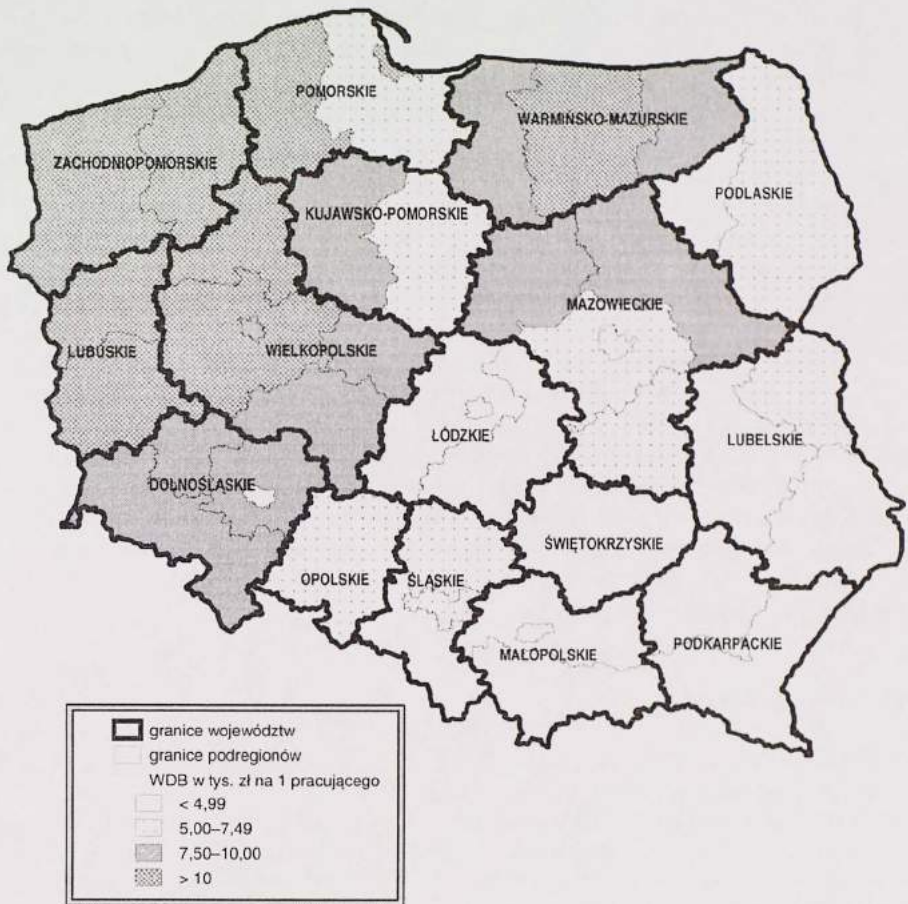 POMORSKIE
WARMIŃSKO-MAZURSKIE
ZACHODNIOPOMORSKIE
PODLASKIE
KUJAWSKO-POMORSKIE
MAZOWIECKIE
LUBUSKIE
WIELKOPOLSKIE
ŁÓDZKIE
LUBELSKIE
DOLNOŚLĄSKIE
ŚWIĘTOKRZYSKIE
OPOLSKIE
ŚLĄSKIE
PODKARPACKIE
MAŁOPOLSKIE
granice województw
granice podregionów
WDB w tys. zł na 1 pracującego
< 4,99
5,00–7,49
7,50–10,00
> 10